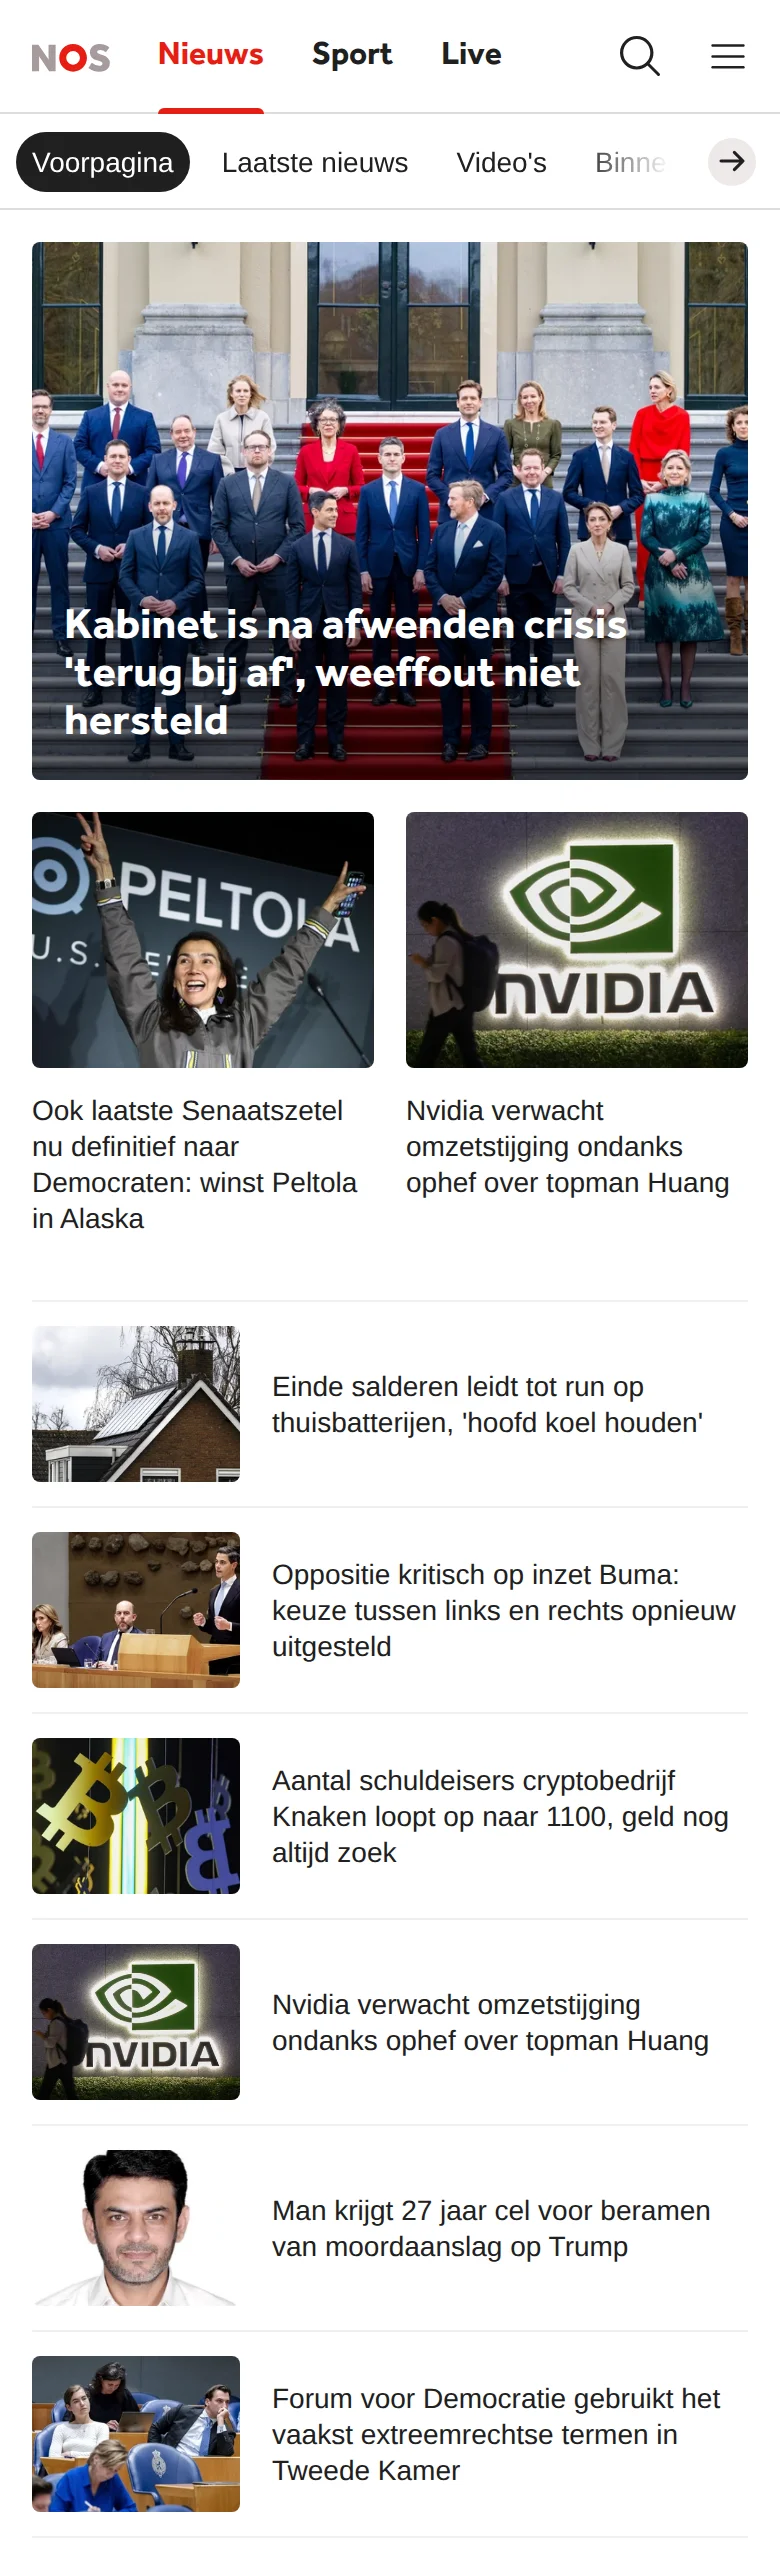 NOS Nieuws Sport Live
Voorpagina Laatste nieuws Video's Binne
Kabinet is na afwenden crisis
'terug bij af', weeffout niet
hersteld
PELTOLA
U.S.
NVIDIA
Ook laatste Senaatszetel
nu definitief naar
Democraten: winst Peltola
in Alaska
Nvidia verwacht
omzetstijging ondanks
ophef over topman Huang
Einde salderen leidt tot run op
thuisbatterijen, 'hoofd koel houden'
Oppositie kritisch op inzet Buma:
keuze tussen links en rechts opnieuw
uitgesteld
Aantal schuldeisers cryptobedrijf
Knaken loopt op naar 1100, geld nog
altijd zoek
NVIDIA
Nvidia verwacht omzetstijging
ondanks ophef over topman Huang
Man krijgt 27 jaar cel voor beramen
van moordaanslag op Trump
Forum voor Democratie gebruikt het
vaakst extreemrechtse termen in
Tweede Kamer